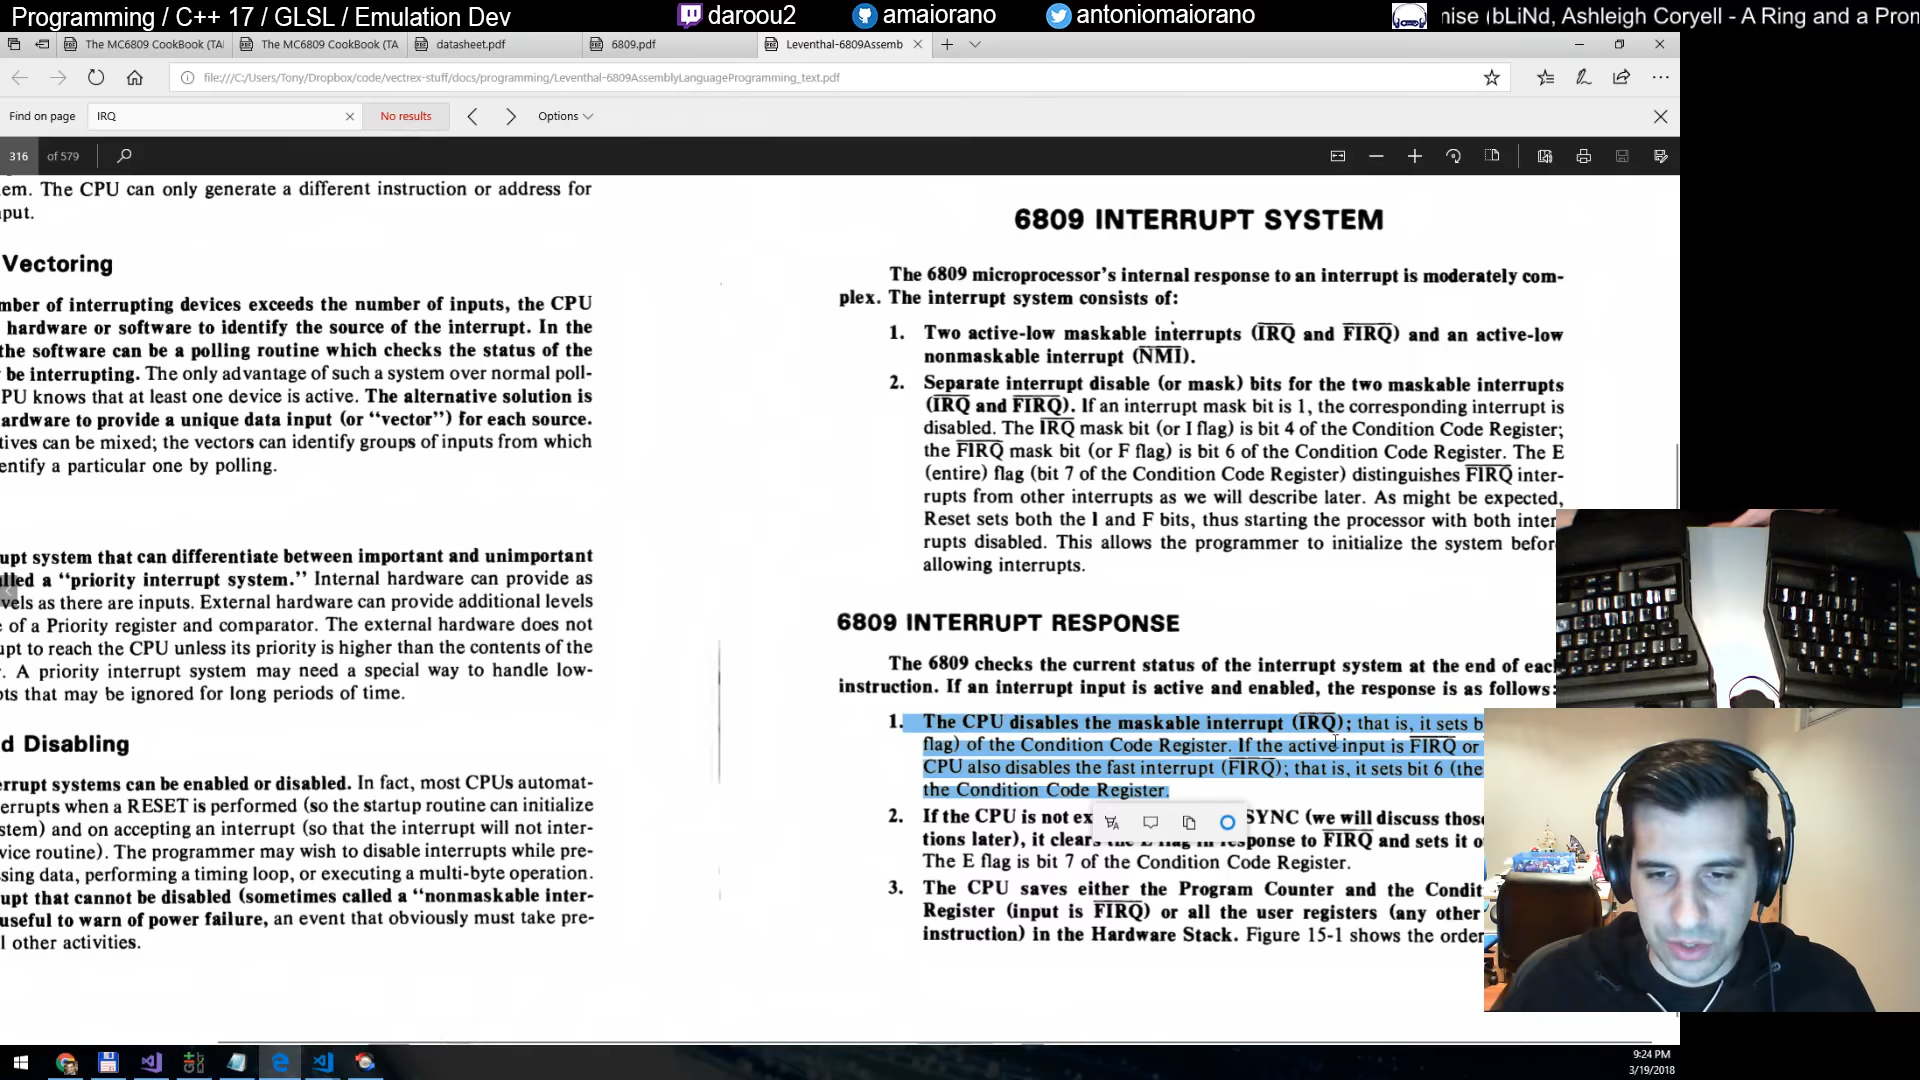 Programming / C++ 17 / GLSL / Emulation Dev
daroou2
amaiorano
antoniomaiorano
nise (bLiNd, Ashleigh Coryell - A Ring and a Pron
The MC6809 CookBook (TA
The MC6809 CookBook (TA
datasheet.pdf
6809.pdf
Leventhal-6809Assemb
file:///C:/Users/Tony/Dropbox/code/vectrex-stuff/docs/programming/Leventhal-6809AssemblyLanguageProgramming_text.pdf
Find on page
IRQ
No results
Options
316 of 579
em. The CPU can only generate a different instruction or address for
put.
Vectoring
mber of interrupting devices exceeds the number of inputs, the CPU
hardware or software to identify the source of the interrupt. In the
the software can be a polling routine which checks the status of the
be interrupting. The only advantage of such a system over normal poll-
PU knows that at least one device is active. The alternative solution is
ardware to provide a unique data input (or “vector”) for each source.
tives can be mixed; the vectors can identify groups of inputs from which
entify a particular one by polling.
upt system that can differentiate between important and unimportant
lled a “priority interrupt system.” Internal hardware can provide as
vels as there are inputs. External hardware can provide additional levels
e of a Priority register and comparator. The external hardware does not
upt to reach the CPU unless its priority is higher than the contents of the
. A priority interrupt system may need a special way to handle low-
ots that may be ignored for long periods of time.
d Disabling
errupt systems can be enabled or disabled. In fact, most CPUs automat-
errupts when a RESET is performed (so the startup routine can initialize
stem) and on accepting an interrupt (so that the interrupt will not inter-
vice routine). The programmer may wish to disable interrupts while pre-
sing data, performing a timing loop, or executing a multi-byte operation.
rupt that cannot be disabled (sometimes called a “nonmaskable inter-
useful to warn of power failure, an event that obviously must take pre-
l other activities.
6809 INTERRUPT SYSTEM
The 6809 microprocessor’s internal response to an interrupt is moderately com-
plex. The interrupt system consists of:
1. Two active-low maskable interrupts (IRQ and FIRQ) and an active-low
nonmaskable interrupt (NMI).
2. Separate interrupt disable (or mask) bits for the two maskable interrupts
(IRQ and FIRQ). If an interrupt mask bit is 1, the corresponding interrupt is
disabled. The IRQ mask bit (or I flag) is bit 4 of the Condition Code Register;
the FIRQ mask bit (or F flag) is bit 6 of the Condition Code Register. The E
(entire) flag (bit 7 of the Condition Code Register) distinguishes FIRQ inter-
rupts from other interrupts as we will describe later. As might be expected,
Reset sets both the I and F bits, thus starting the processor with both inter
rupts disabled. This allows the programmer to initialize the system befor
allowing interrupts.
6809 INTERRUPT RESPONSE
The 6809 checks the current status of the interrupt system at the end of eac
instruction. If an interrupt input is active and enabled, the response is as follows:
1. The CPU disables the maskable interrupt (IRQ); that is, it sets b
flag) of the Condition Code Register. If the active input is FIRQ or
CPU also disables the fast interrupt (FIRQ); that is, it sets bit 6 (the
the Condition Code Register.
2. If the CPU is not ex SYNC (we will discuss those
tions later), it clears the E flag in response to FIRQ and sets it o
The E flag is bit 7 of the Condition Code Register.
3. The CPU saves either the Program Counter and the Condit
Register (input is FIRQ) or all the user registers (any other
instruction) in the Hardware Stack. Figure 15-1 shows the order
9:24 PM
3/19/2018